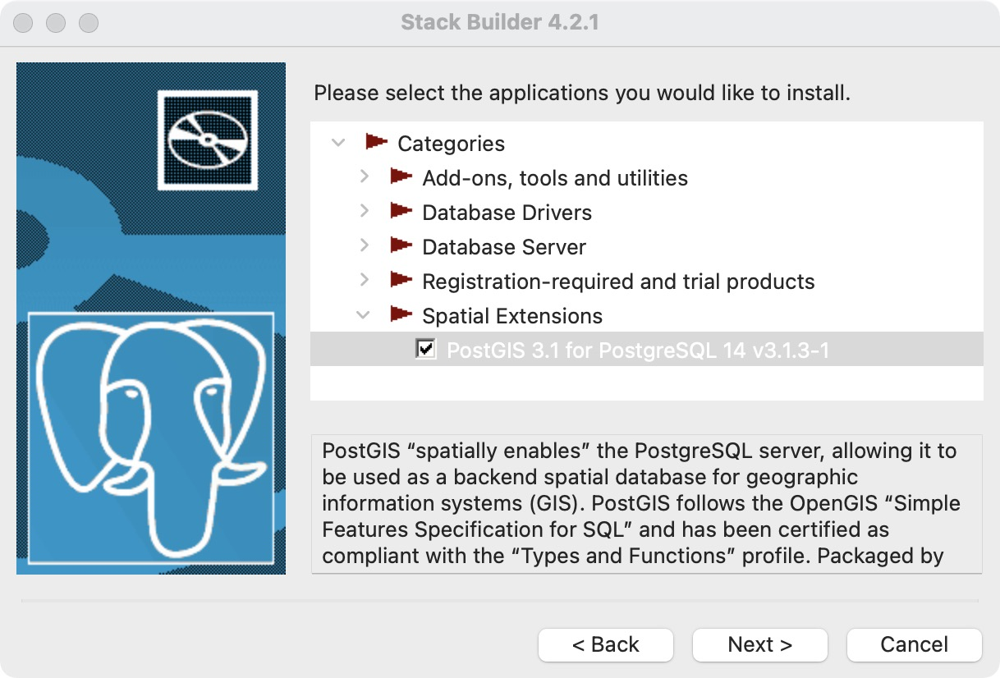 Stack Builder 4.2.1
Please select the applications you would like to install.
Categories
Add-ons, tools and utilities
Database Drivers
Database Server
Registration-required and trial products
Spatial Extensions
PostGIS 3.1 for PostgreSQL 14 v3.1.3-1
PostGIS “spatially enables” the PostgreSQL server, allowing it to
be used as a backend spatial database for geographic
information systems (GIS). PostGIS follows the OpenGIS “Simple
Features Specification for SQL” and has been certified as
compliant with the “Types and Functions” profile. Packaged by
< Back
Next >
Cancel